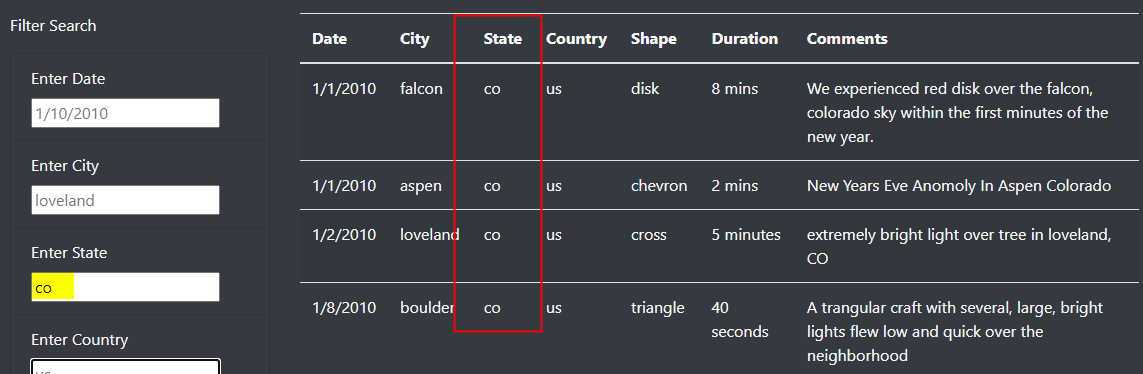 Filter Search
Enter Date
1/10/2010
Enter City
loveland
Enter State
co
Enter Country
us
Date City State Country Shape Duration Comments
1/1/2010 falcon co us disk 8 mins We experienced red disk over the falcon,
colorado sky within the first minutes of the
new year.
1/1/2010 aspen co us chevron 2 mins New Years Eve Anomoly In Aspen Colorado
1/2/2010 loveland co us cross 5 minutes extremely bright light over tree in loveland,
CO
1/8/2010 boulder co us triangle 40 A trangular craft with several, large, bright
seconds lights flew low and quick over the
neighborhood